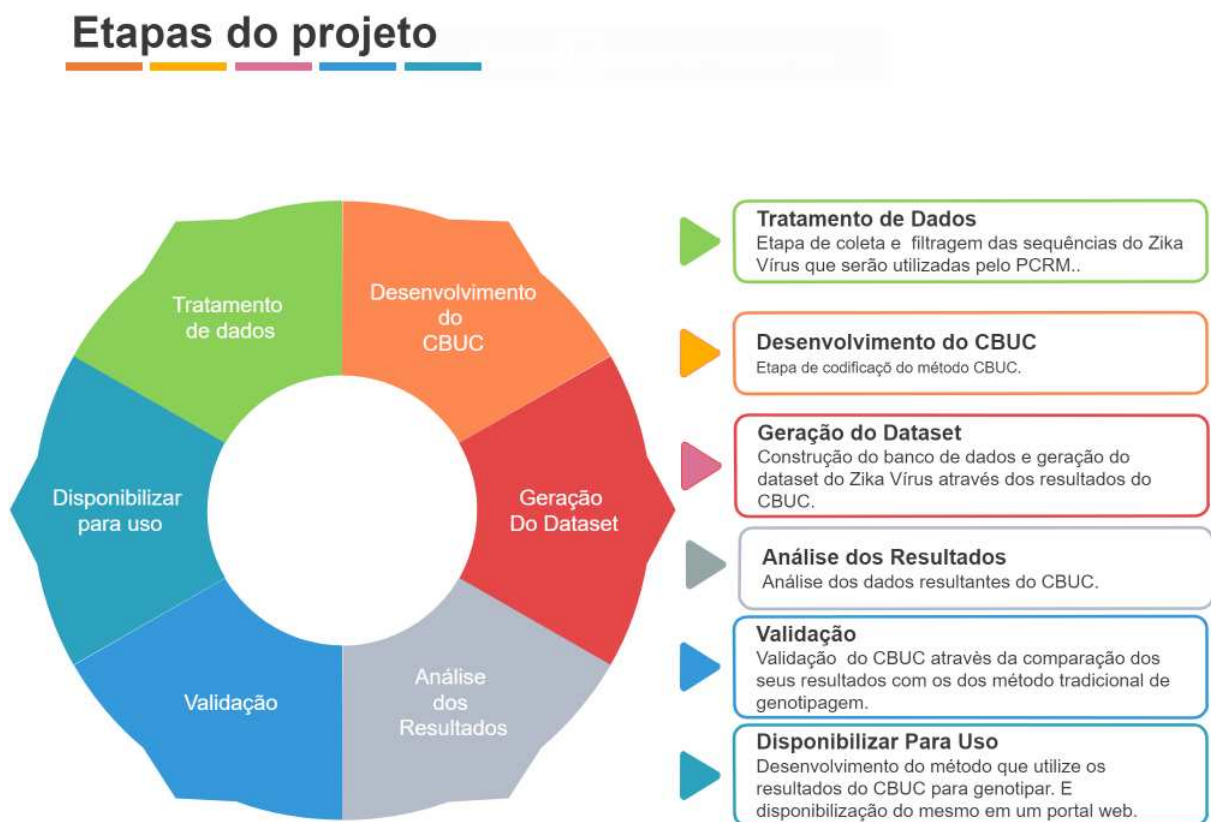 Etapas do projeto
Tratamento
de dados
Desenvolvimento
do
CBUC
Geração
Do Dataset
Análise
dos
Resultados
Validação
Disponibilizar
para uso
Tratamento de Dados
Etapa de coleta e filtragem das sequências do Zika
Vírus que serão utilizadas pelo PCRM..
Desenvolvimento do CBUC
Etapa de codificaçõ do método CBUC.
Geração do Dataset
Construção do banco de dados e geração do
dataset do Zika Vírus através dos resultados do
CBUC.
Análise dos Resultados
Análise dos dados resultantes do CBUC.
Validação
Validação do CBUC atravès da comparação dos
seus resultados com os dos método tradicional de
genotipagem.
Disponibilizar Para Uso
Desenvolvimento do método que utilize os
resultados do CBUC para genotipar. E
disponibilização do mesmo em um portal web.